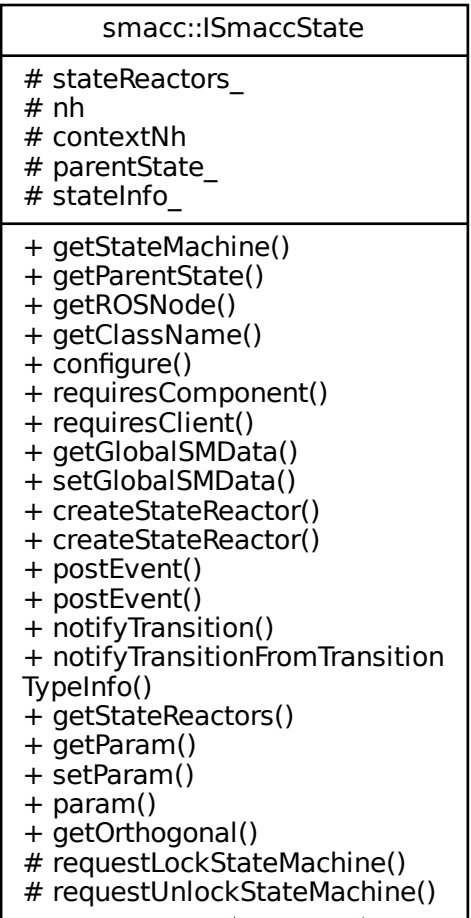 smacc::ISmaccState
# stateReactors_
# nh
# contextNh
# parentState_
# stateInfo_
+ getStateMachine()
+ getParentState()
+ getROSNode()
+ getClassName()
+ configure()
+ requiresComponent()
+ requiresClient()
+ getGlobalSMData()
+ setGlobalSMData()
+ createStateReactor()
+ createStateReactor()
+ postEvent()
+ postEvent()
+ notifyTransition()
+ notifyTransitionFromTransition
TypeInfo()
+ getStateReactors()
+ getParam()
+ setParam()
+ param()
+ getOrthogonal()
# requestLockStateMachine()
# requestUnlockStateMachine()